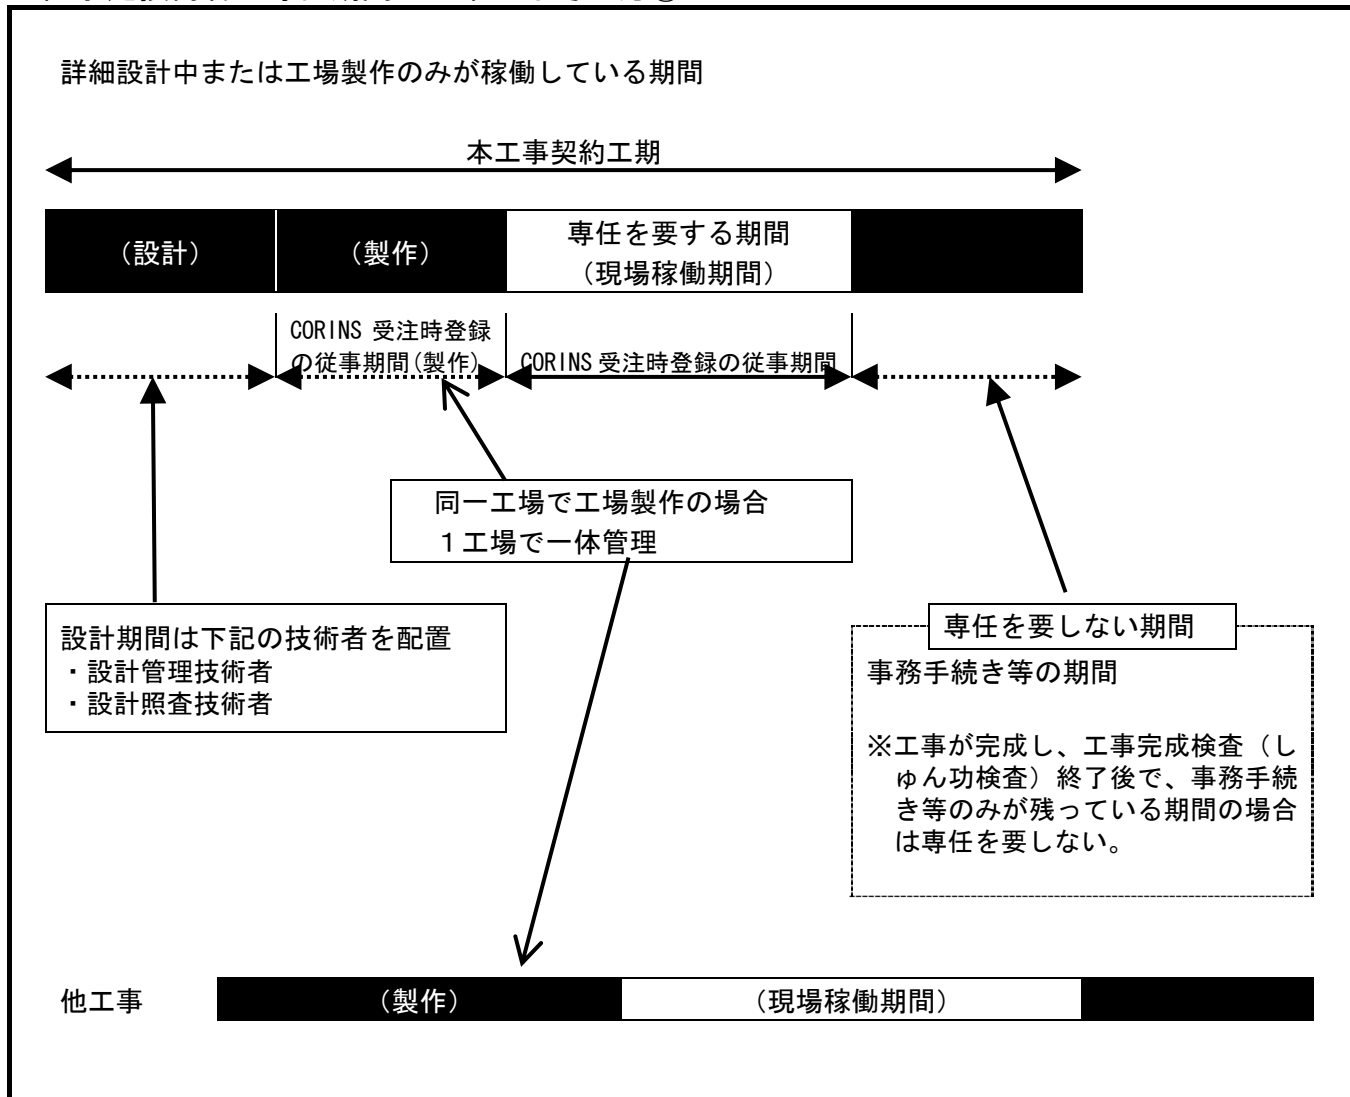 詳細設計中または工場製作のみが稼働している期間
本工事契約工期
（設計）
（製作）
専任を要する期間
（現場稼働期間）
CORINS 受注時登録
の従事期間(製作)
CORINS 受注時登録の従事期間
同一工場で工場製作の場合
１工場で一体管理
設計期間は下記の技術者を配置
・設計管理技術者
・設計照査技術者
専任を要しない期間
事務手続き等の期間
※工事が完成し、工事完成検査（し
ゅん功検査）終了後で、事務手続
き等のみが残っている期間の場合
は専任を要しない。
他工事
（製作）
（現場稼働期間）